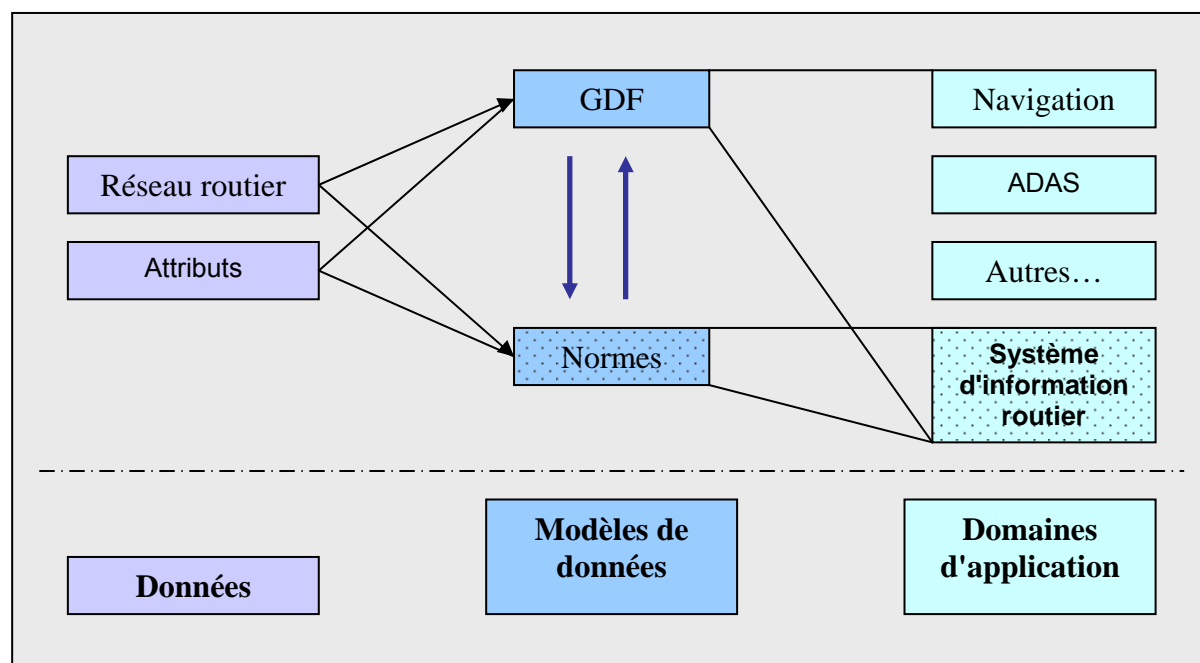 GDF
Navigation
Réseau routier
ADAS
Attributs
Autres…
Normes
Système
d'information
routier
Modèles de
données
Domaines
d'application
Données